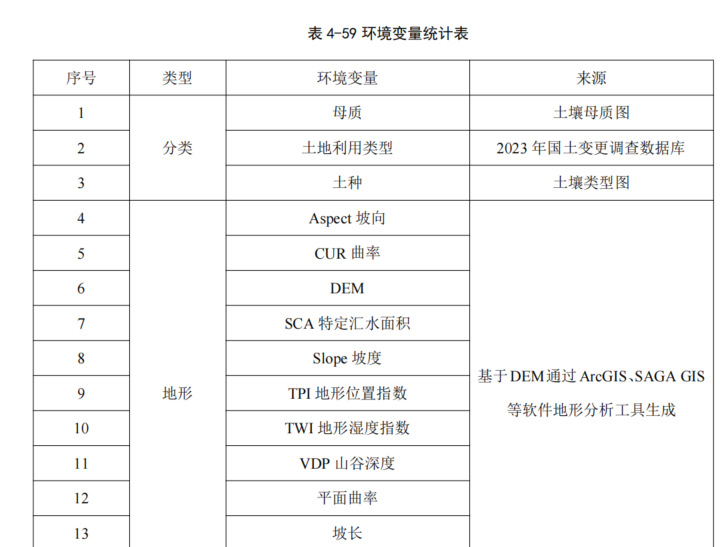 表 4-59 环境变量统计表
序号 类型 环境变量 来源
1 分类 母质 土壤母质图
2 土地利用类型 2023 年国土变更调查数据库
3 土种 土壤类型图
4 地形 Aspect 坡向 基于 DEM 通过 ArcGIS、SAGA GIS
等软件地形分析工具生成
5 CUR 曲率
6 DEM
7 SCA 特定汇水面积
8 Slope 坡度
9 TPI 地形位置指数
10 TWI 地形湿度指数
11 VDP 山谷深度
12 平面曲率
13 坡长